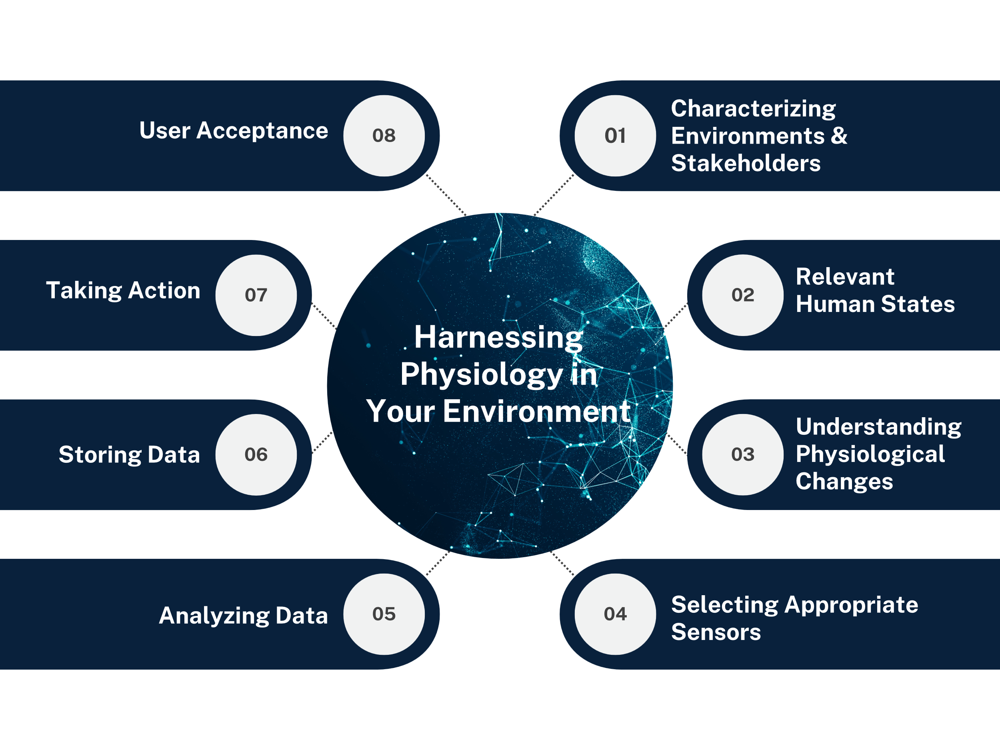 Harnessing
Physiology in
Your Environment
01
Characterizing
Environments &
Stakeholders
02
Relevant
Human States
03
Understanding
Physiological
Changes
04
Selecting Appropriate
Sensors
05
Analyzing Data
06
Storing Data
07
Taking Action
08
User Acceptance